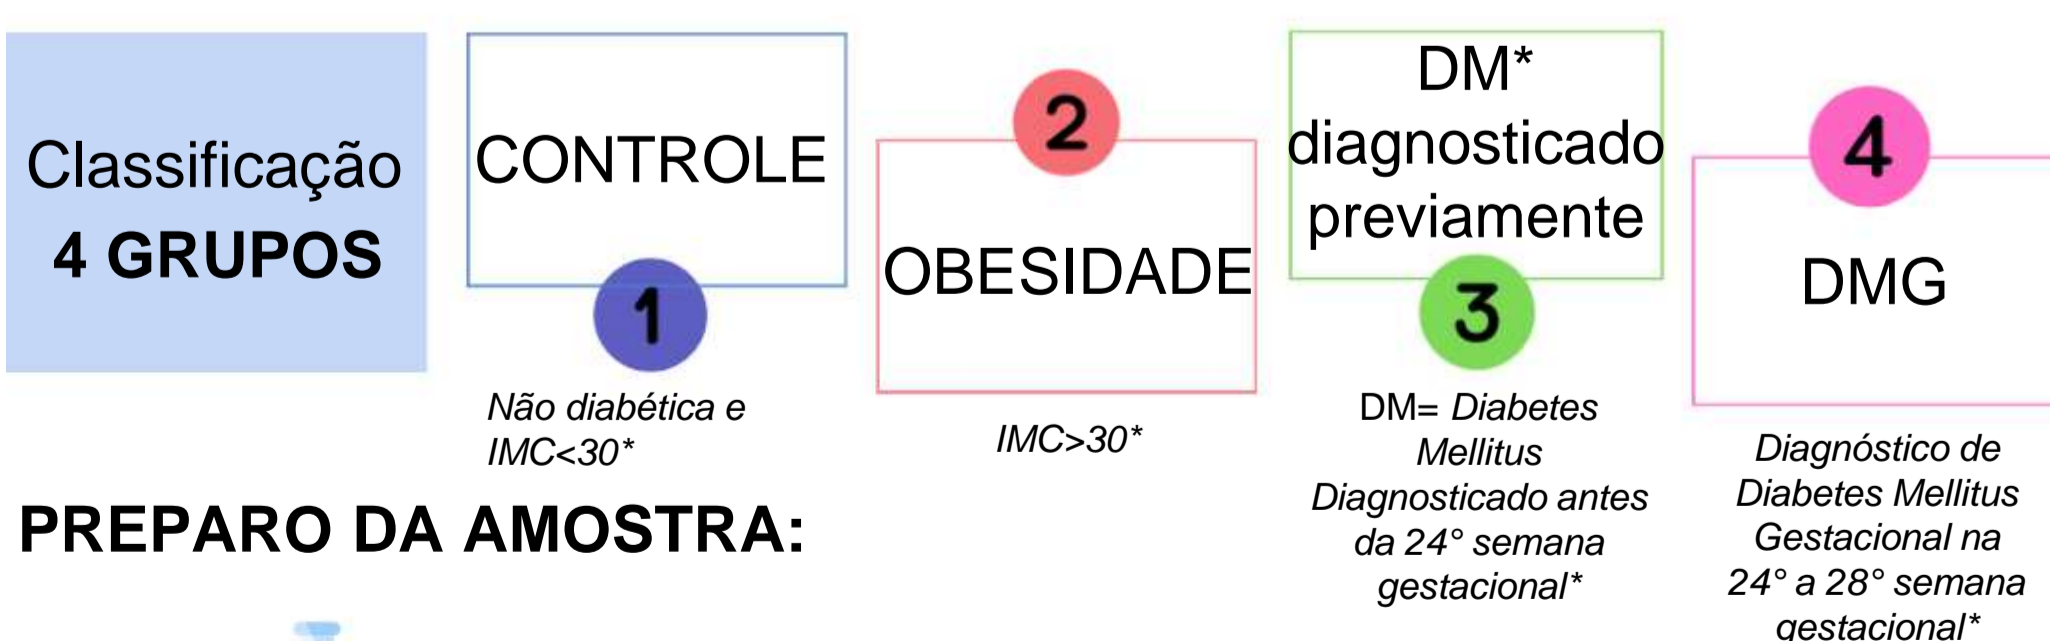 Classificação
4 GRUPOS
CONTROLE
1
Não diabética e
IMC<30*
2
OBESIDADE
IMC>30*
DM*
diagnosticado
previamente
3
DM= Diabetes
Mellitus
Diagnosticado antes
da 24° semana
gestacional*
4
DMG
Diagnóstico de
Diabetes Mellitus
Gestacional na
24° a 28° semana
gestacional*
PREPARO DA AMOSTRA: